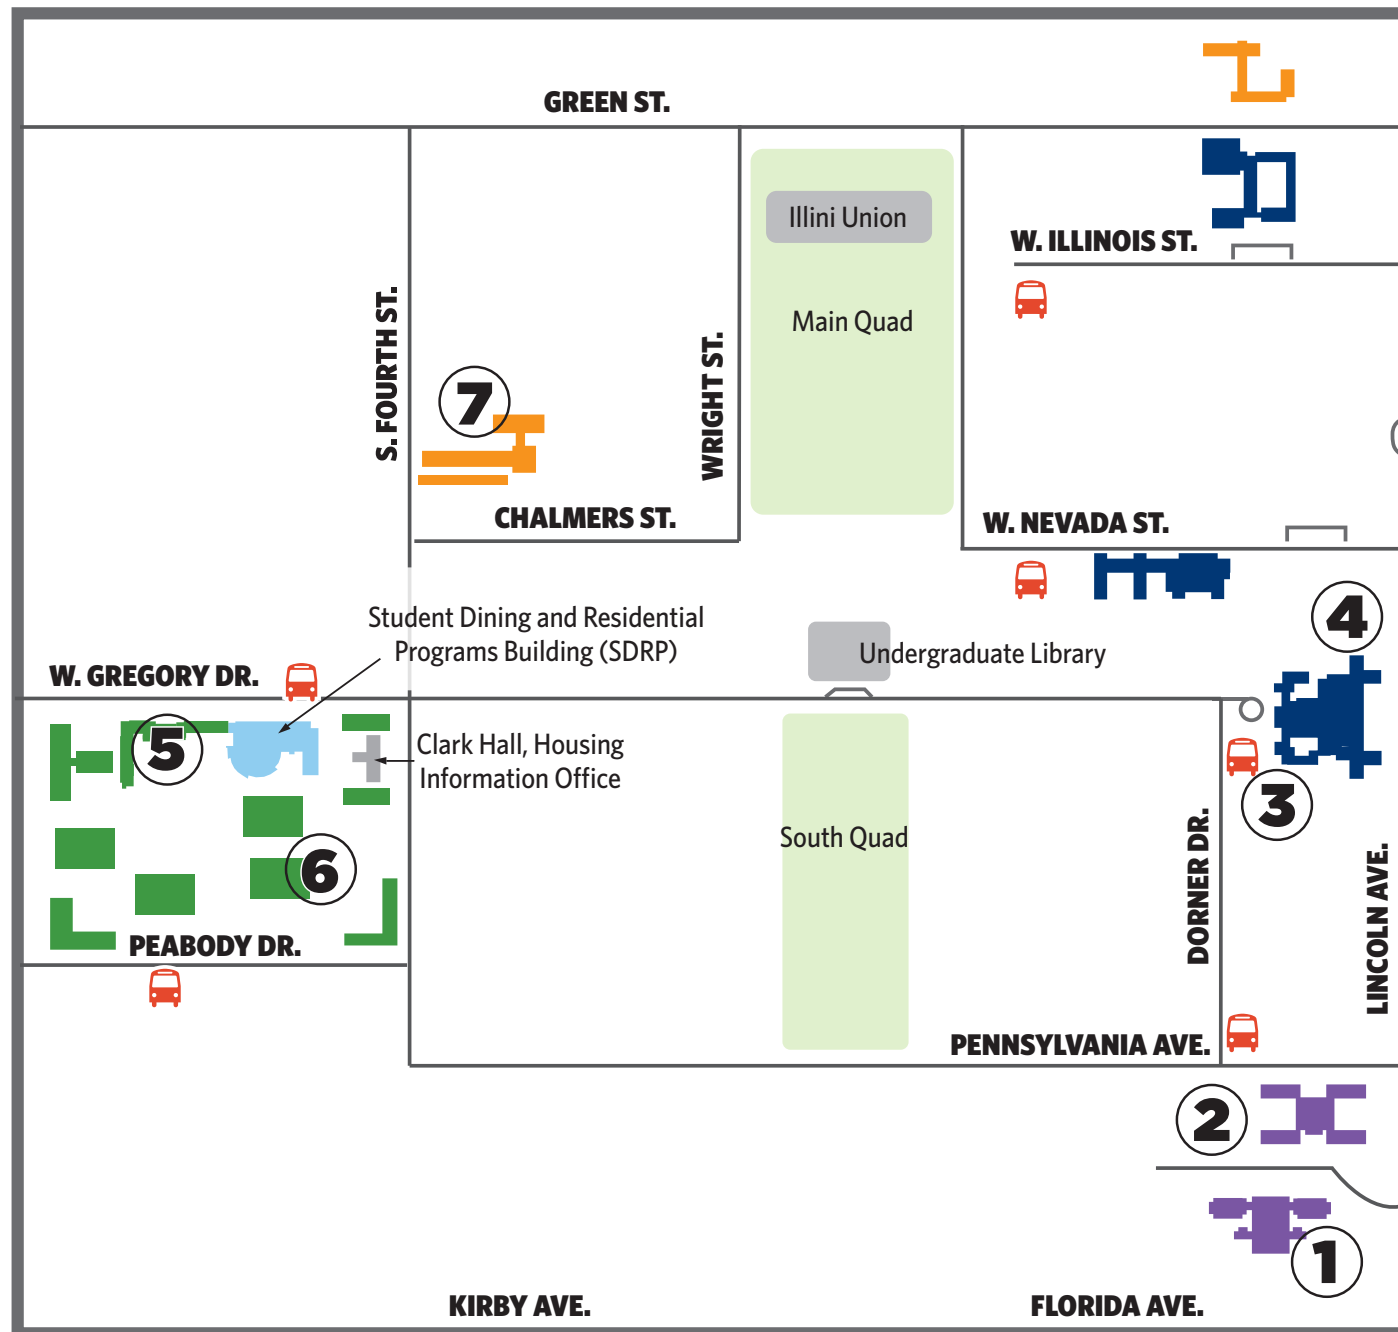 GREEN ST.
Illini Union
W. ILLINOIS ST.
Main Quad
S. FOURTH ST.
WRIGHT ST.
7
CHALMERS ST.
W. NEVADA ST.
Student Dining and Residential
Programs Building (SDRP)
4
Undergraduate Library
W. GREGORY DR.
5
Clark Hall, Housing
Information Office
3
South Quad
6
DORNER DR.
LINCOLN AVE.
PEABODY DR.
PENNSYLVANIA AVE.
2
1
KIRBY AVE.
FLORIDA AVE.